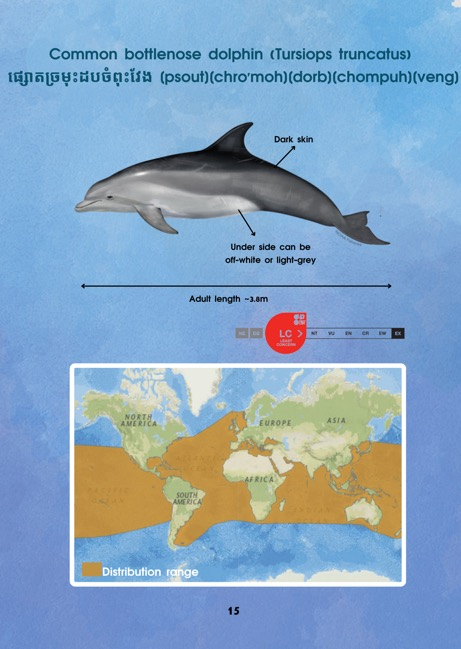 Common bottlenose dolphin (Tursiops truncatus)
ផ្សោតច្រមុះដបចំពុះវែង (psout)(chro'moh)(dorb)(chompuh)(veng)
Dark skin
Under side can be
off-white or light-grey
Adult length ~3.8m
LC
LEAST
CONCERN
NT VU EN CR EW EX
NORTH
AMERICA
EUROPE
ASIA
AFRICA
SOUTH
AMERICA
Distribution range
15